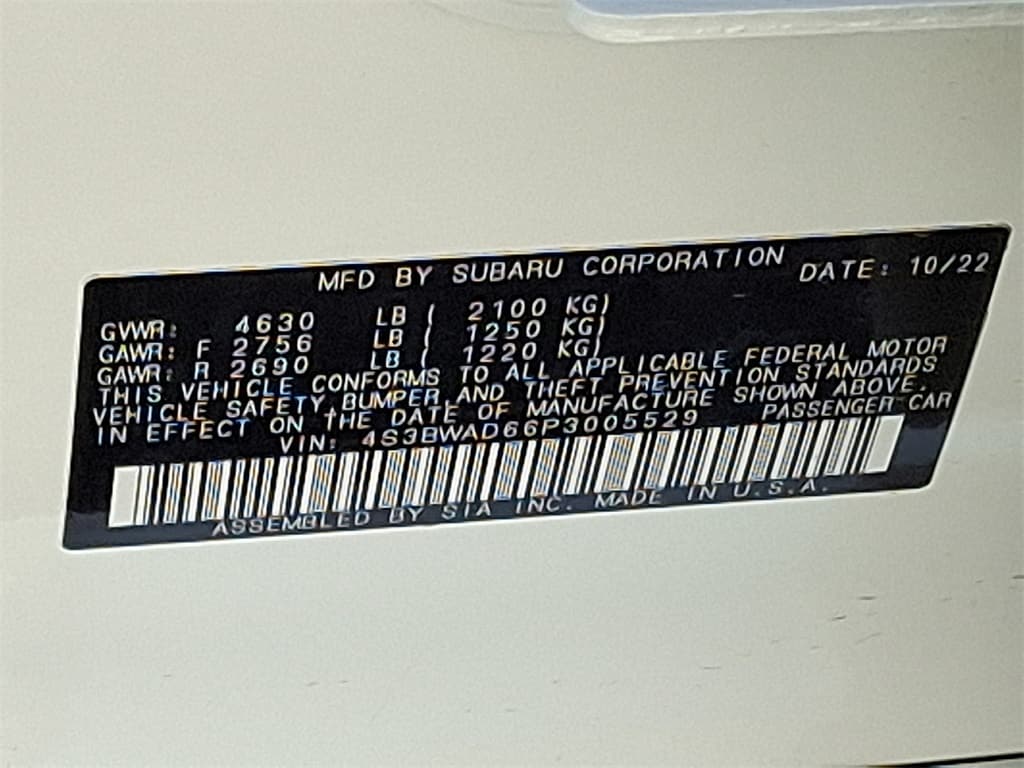 MFD BY SUBARU CORPORATION DATE: 10/22
GVWR: 4630 LB ( 2100 KG)
GAWR: F 2756 LB ( 1250 KG)
GAWR: R 2690 LB ( 1220 KG)
THIS VEHICLE CONFORMS TO ALL APPLICABLE FEDERAL MOTOR
VEHICLE SAFETY,BUMPER,AND THEFT PREVENTION STANDARDS
IN EFFECT ON THE DATE OF MANUFACTURE SHOWN ABOVE.
VIN: 4S3BWAD66P3005529 PASSENGER CAR
ASSEMBLED BY SIA INC. MADE IN U.S.A.